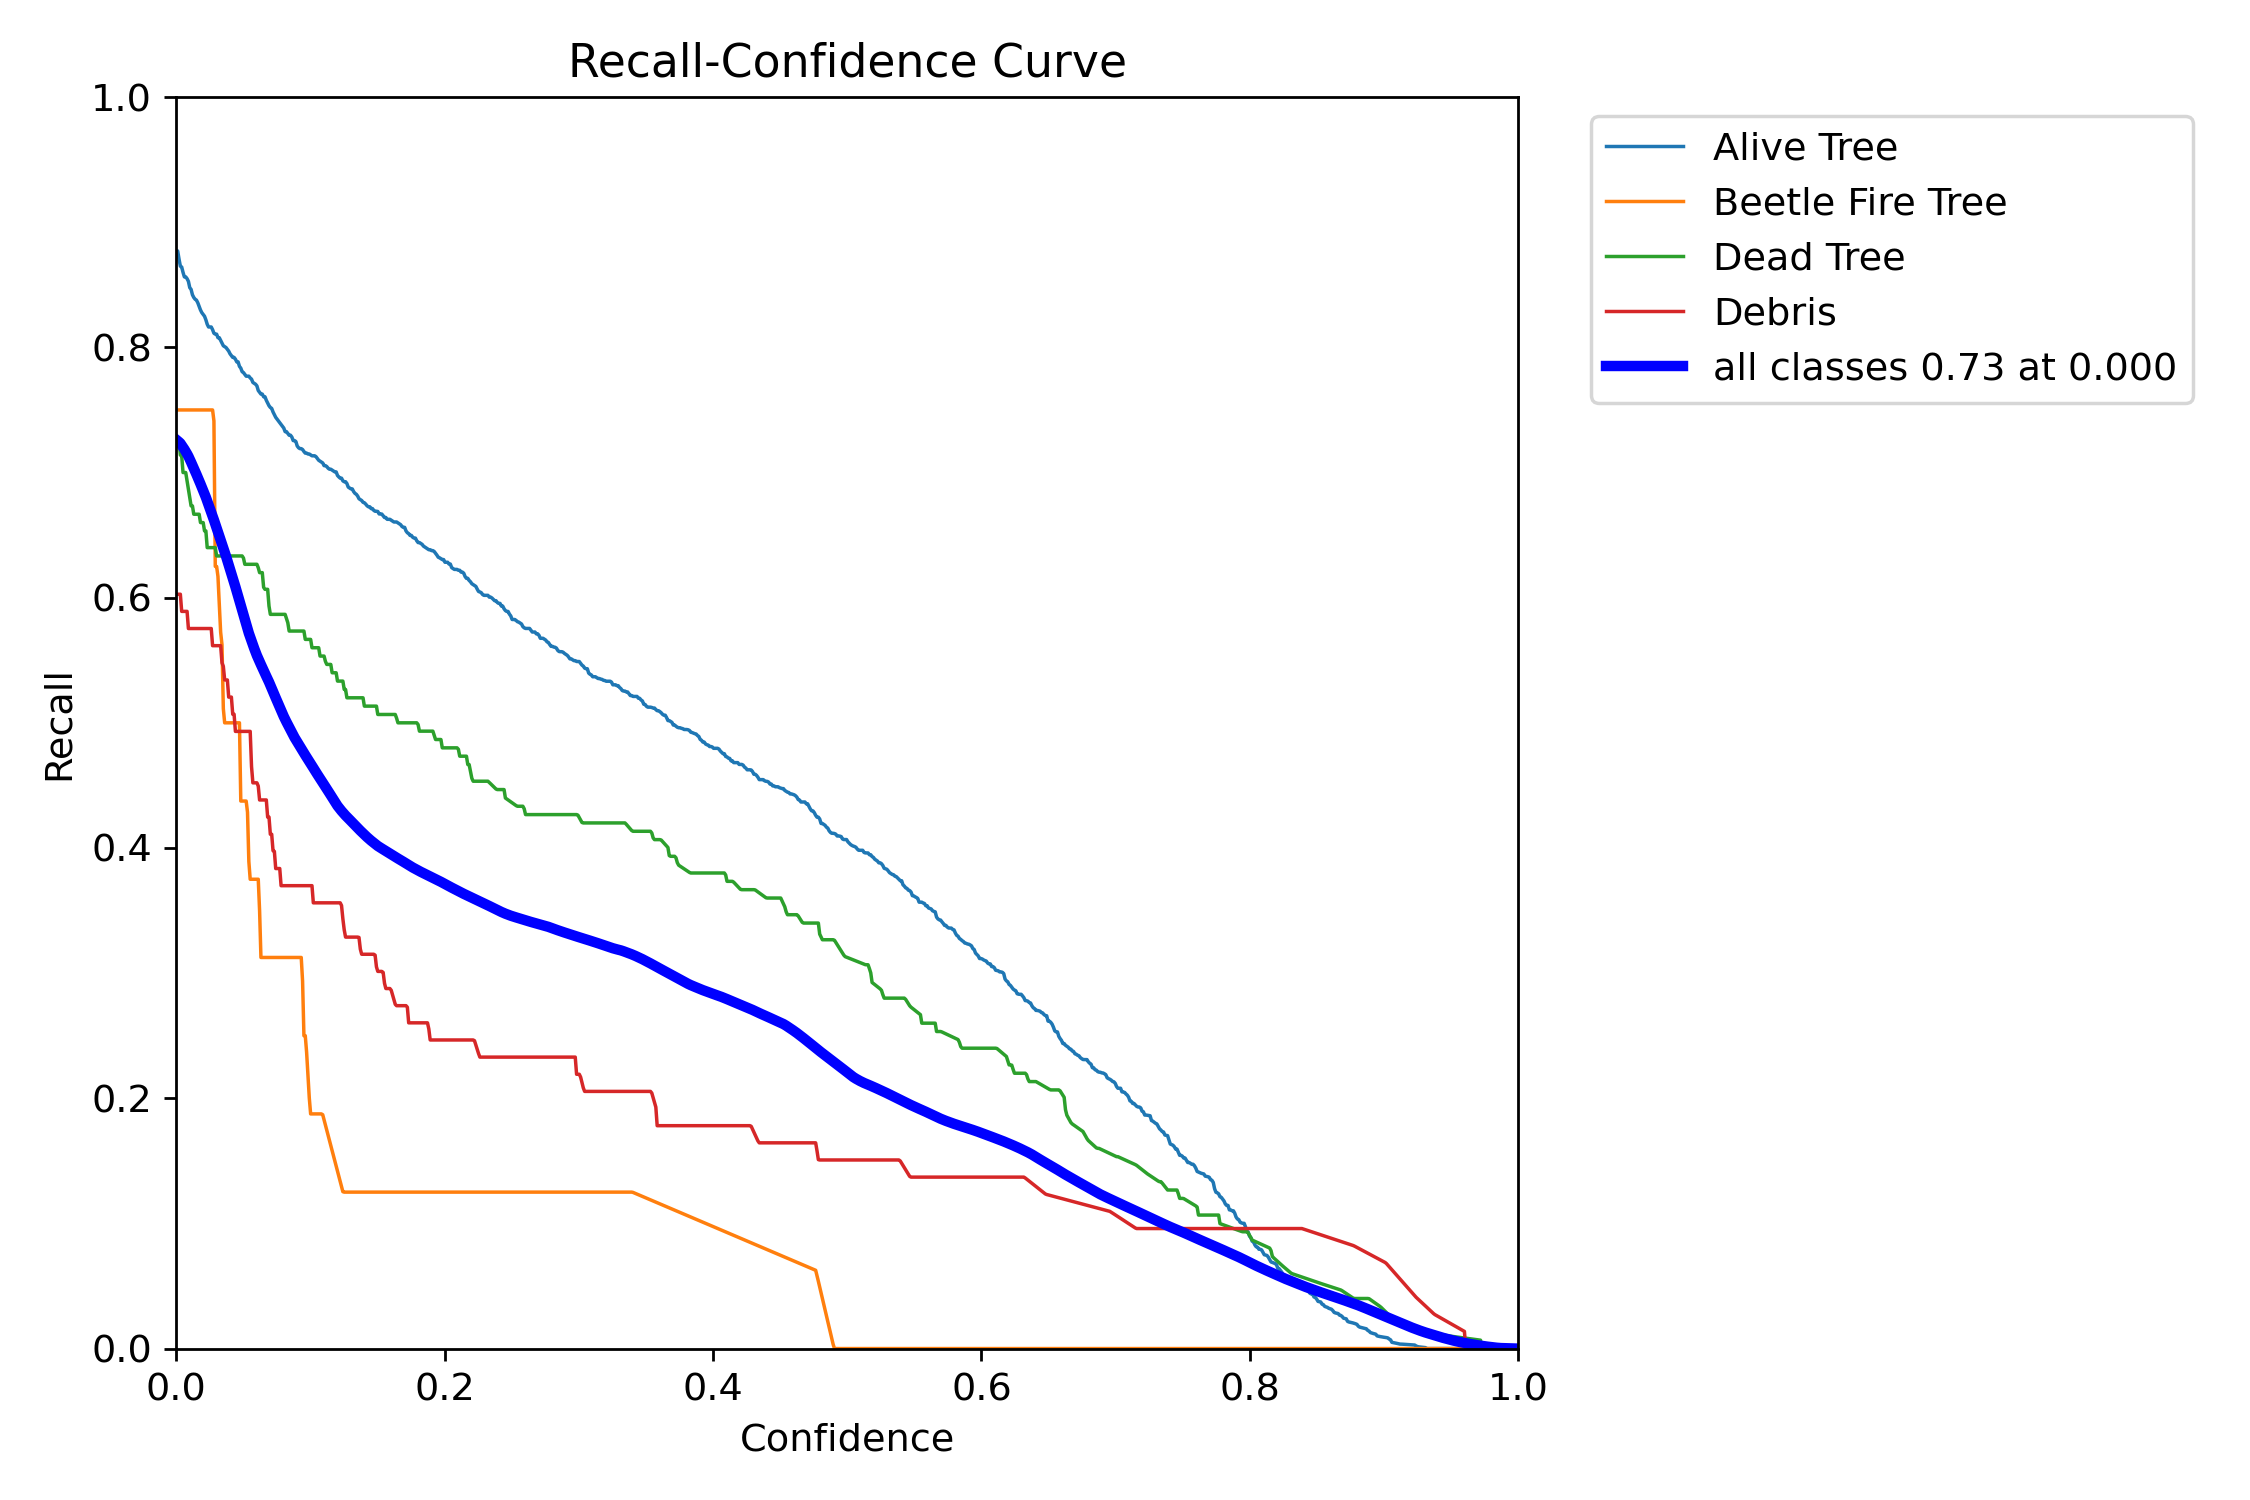 Recall-Confidence Curve
1.0
0.8
0.6
0.4
0.2
0.0
Recall
0.0 0.2 0.4 0.6 0.8 1.0
Confidence
Alive Tree
Beetle Fire Tree
Dead Tree
Debris
all classes 0.73 at 0.000